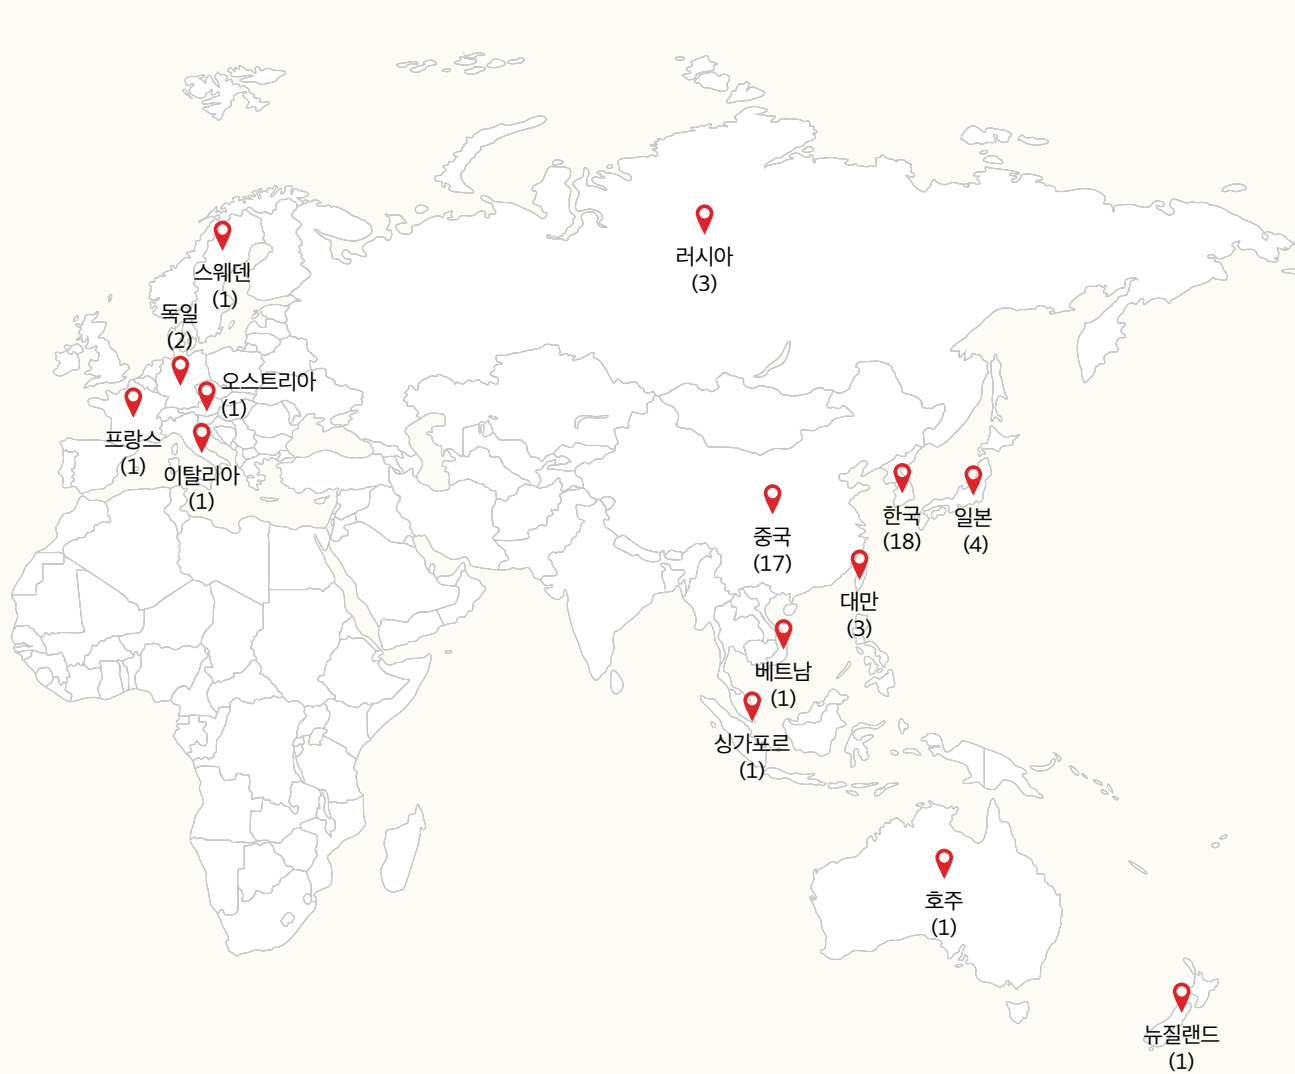 러시아
(3)
스웨덴
(1)
독일
(2)
오스트리아
(1)
프랑스
(1)
이탈리아
(1)
한국
(18)
일본
(4)
중국
(17)
대만
(3)
베트남
(1)
싱가포르
(1)
호주
(1)
뉴질랜드
(1)